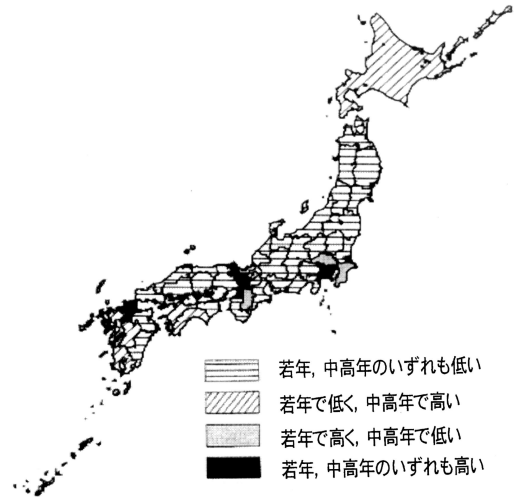 若年, 中高年のいずれも低い
若年で低く, 中高年で高い
若年で高く, 中高年で低い
若年, 中高年のいずれも高い